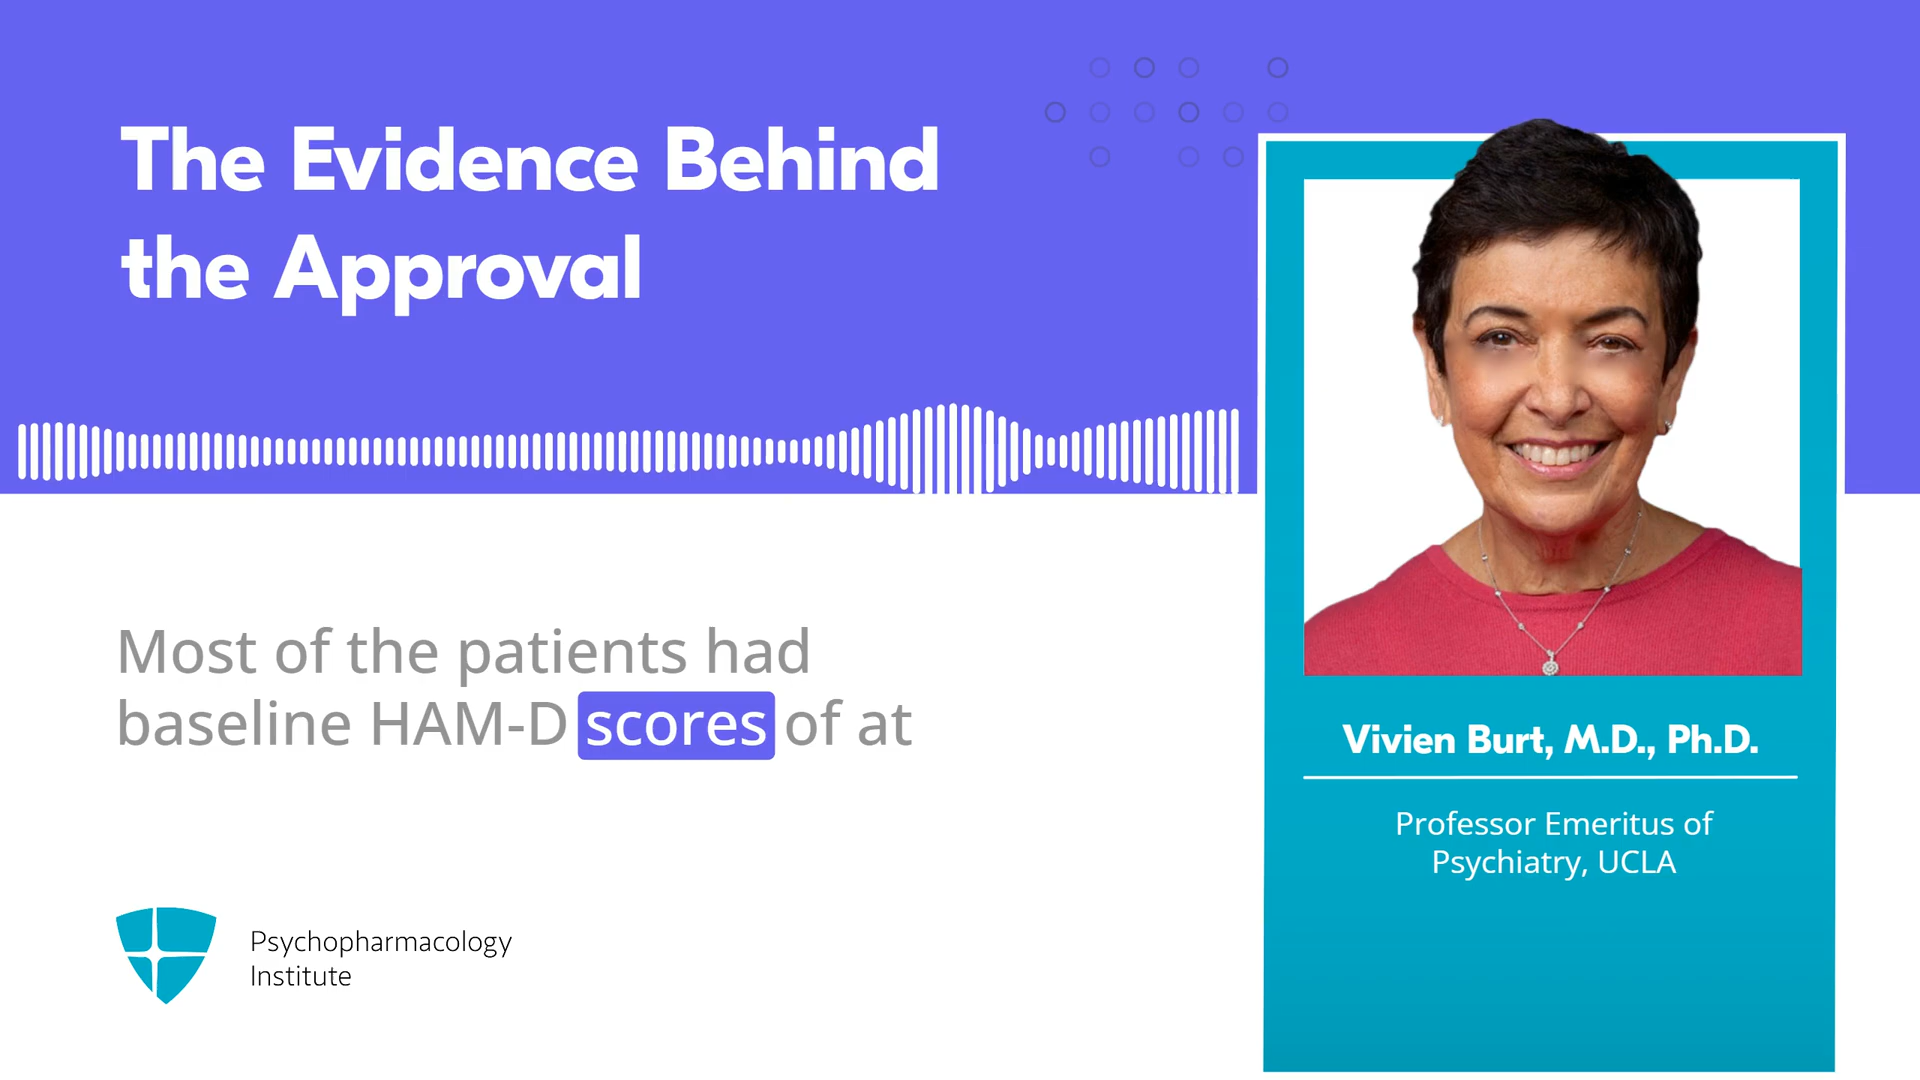 The Evidence Behind
the Approval
Most of the patients had
baseline HAM-D scores of at
Psychopharmacology
Institute
Vivien Burt, M.D., Ph.D.
Professor Emeritus of
Psychiatry, UCLA